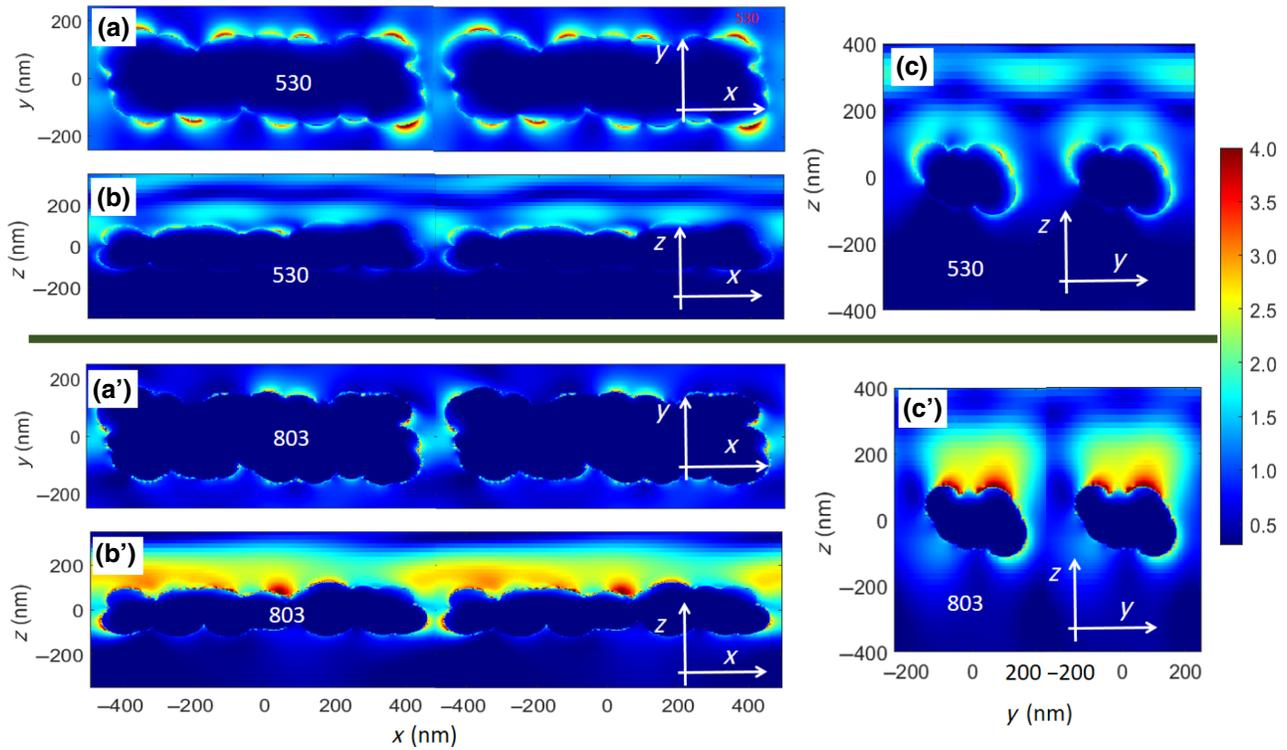 (a)
200
0
−200
y (nm)
530
530
y
x
(b)
200
0
−200
z (nm)
530
z
x
(c)
400
200
0
−200
−400
z (nm)
530
z
y
4.0
3.5
3.0
2.5
2.0
1.5
1.0
0.5
(a’)
200
0
−200
y (nm)
803
y
x
(b’)
200
0
−200
z (nm)
803
z
x
−400 −200 0 200 400 −400 −200 0 200 400
x (nm)
(c’)
400
200
0
−200
−400
z (nm)
803
z
y
−200 0 200 −200 0 200
y (nm)